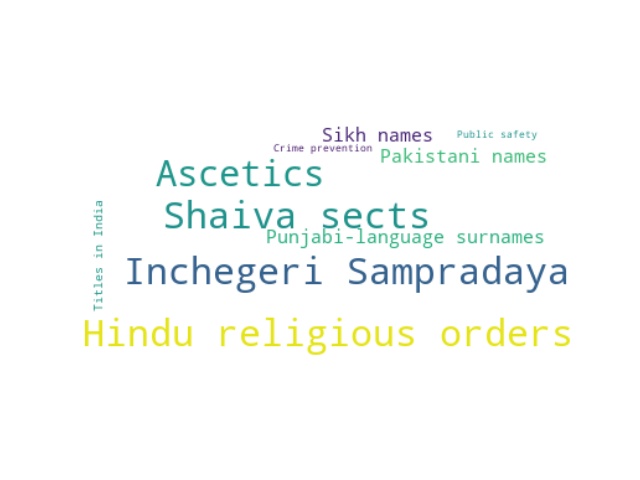 Sikh names
Public safety
Crime prevention
Pakistani names
Ascetics
Shaiva sects
Punjabi-language surnames
Titles in India
Inchegeri Sampradaya
Hindu religious orders